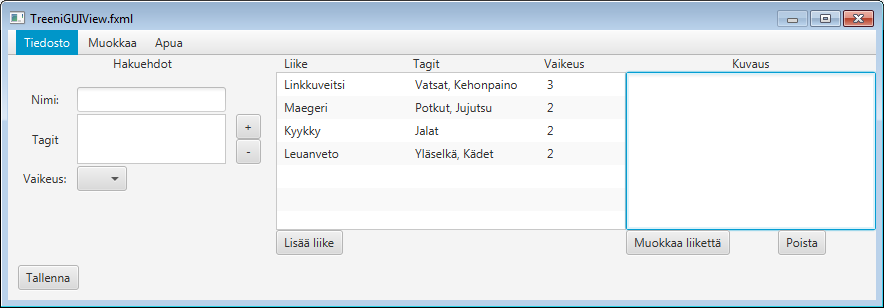 TreeniGUIView.fxml
Tiedosto Muokkaa Apua
Hakuehdot
Nimi:
Tagit
+
-
Vaikeus:
Liike Tagit Vaikeus
Linkkuveitsi Vatsat, Kehonpaino 3
Maegeri Potkut, Jujutsu 2
Kyykky Jalat 2
Leuanveto Yläselkä, Kädet 2
Kuvaus
Lisää liike
Muokkaa liikettä
Poista
Tallenna